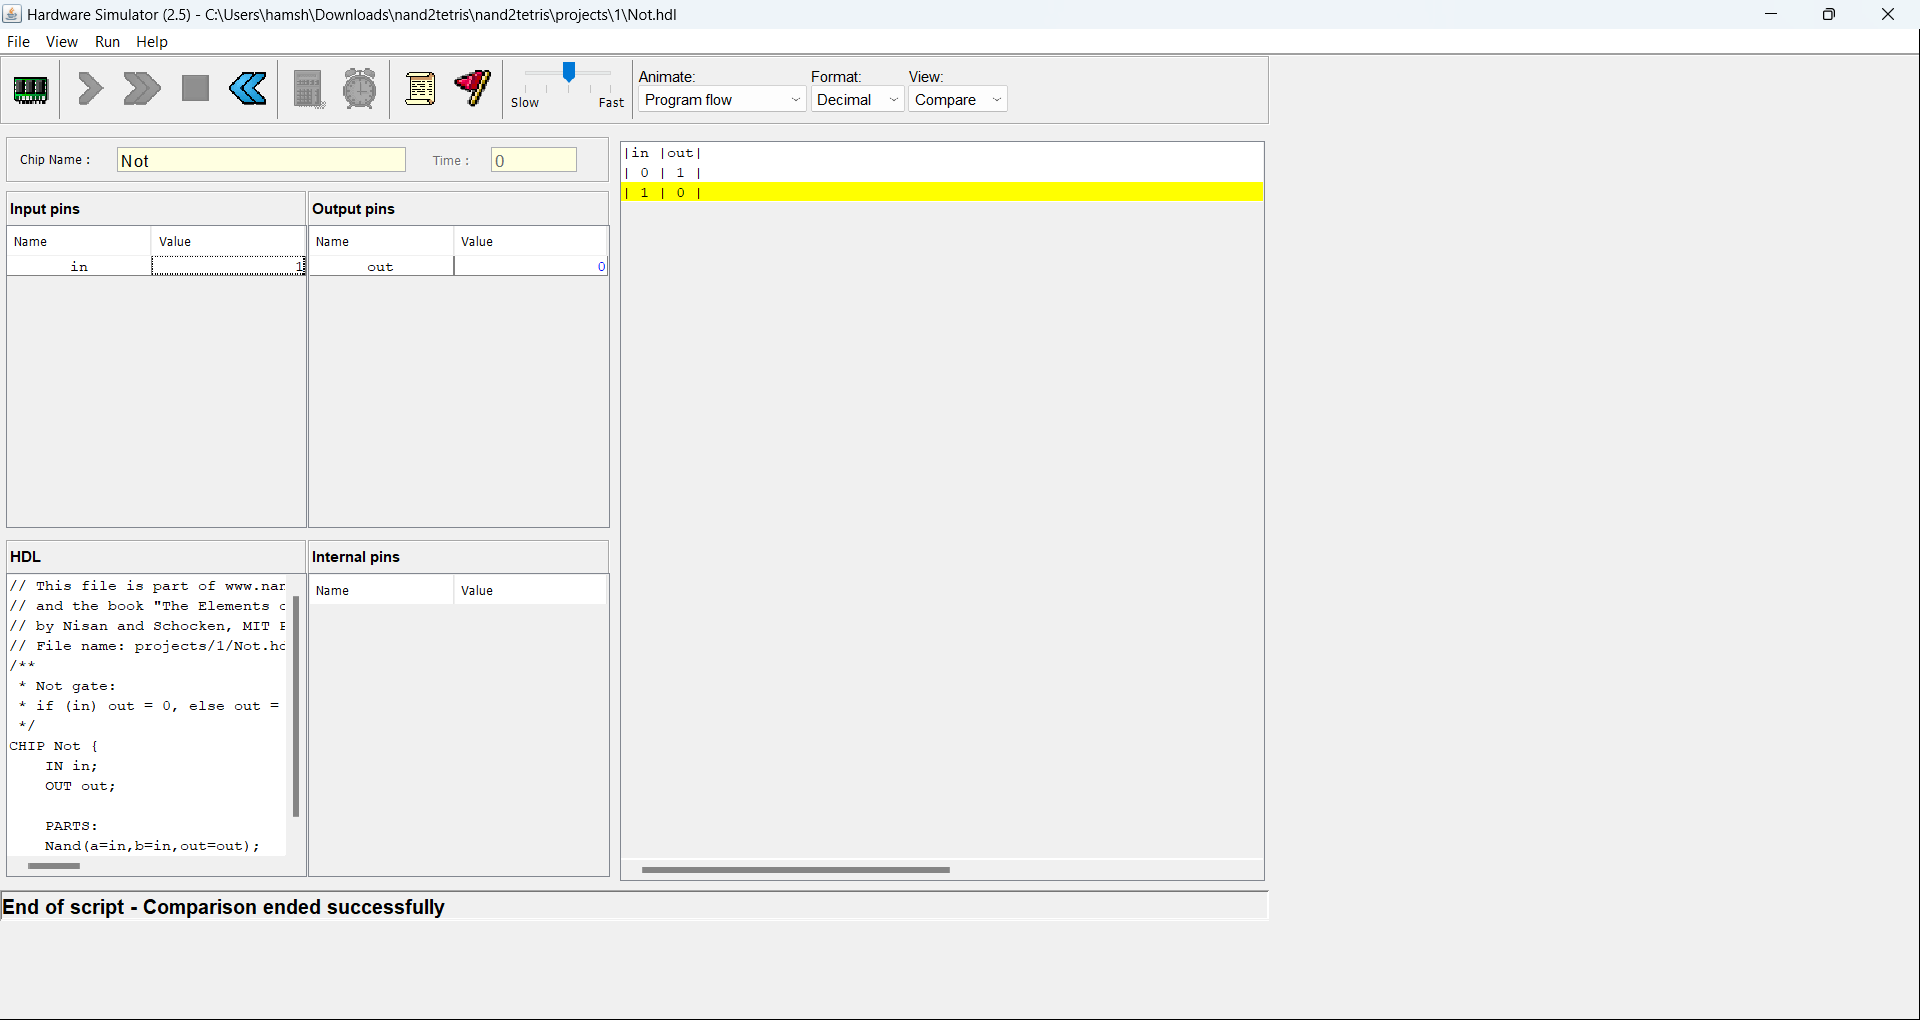 Hardware Simulator (2.5) - C:\Users\hamsh\Downloads\nand2tetris\nand2tetris\projects\1\Not.hdl
File View Run Help
Slow Fast
Animate: Format: View:
Program flow Decimal Compare
Chip Name : Not Time : 0
Input pins
Name Value
in 1
Output pins
Name Value
out 0
HDL
// This file is part of www.nan
// and the book "The Elements o
// by Nisan and Schocken, MIT P
// File name: projects/1/Not.hd
/**
* Not gate:
* if (in) out = 0, else out =
*/
CHIP Not {
IN in;
OUT out;
PARTS:
Nand(a=in,b=in,out=out);
Internal pins
Name Value
|in |out|
| 0 | 1 |
| 1 | 0 |
End of script - Comparison ended successfully